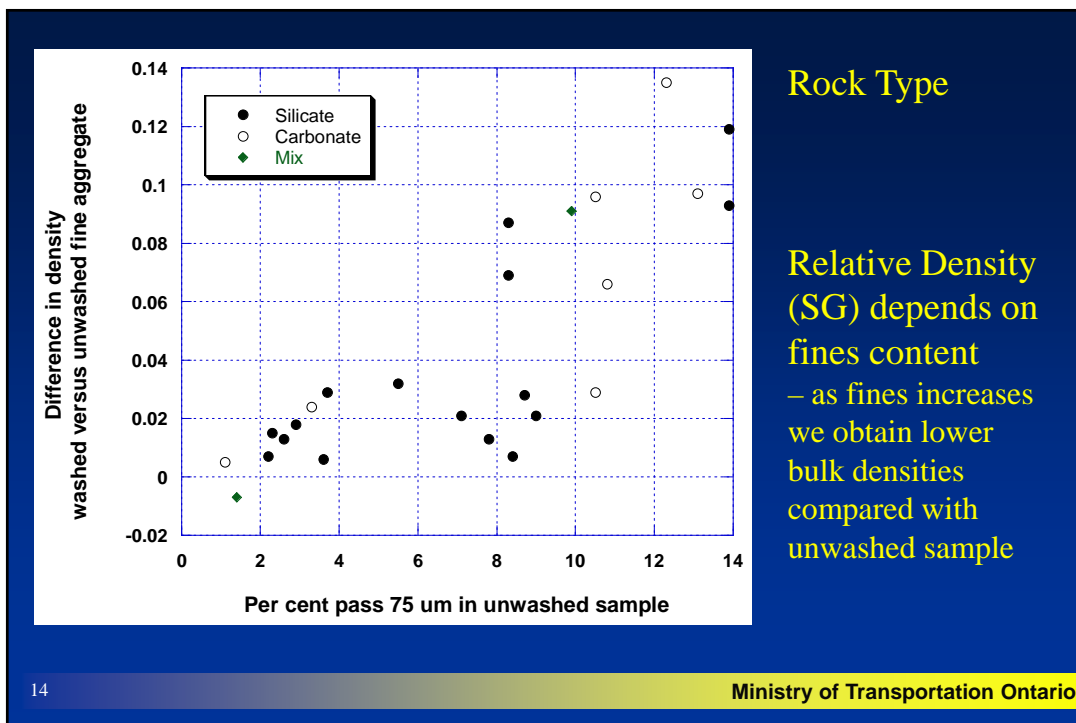 Rock Type
Relative Density
(SG) depends on
fines content
– as fines increases
we obtain lower
bulk densities
compared with
unwashed sample
Difference in density
washed versus unwashed fine aggregate
0.14
0.12
0.1
0.08
0.06
0.04
0.02
0
-0.02
Silicate
Carbonate
Mix
0 2 4 6 8 10 12 14
Per cent pass 75 um in unwashed sample
14
Ministry of Transportation Ontario